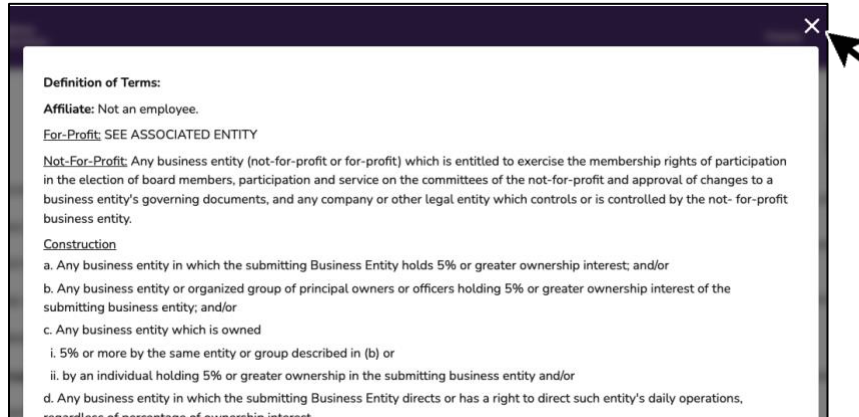 Definition of Terms:
Affiliate: Not an employee.
For-Profit: SEE ASSOCIATED ENTITY
Not-For-Profit: Any business entity (not-for-profit or for-profit) which is entitled to exercise the membership rights of participation
in the election of board members, participation and service on the committees of the not-for-profit and approval of changes to a
business entity's governing documents, and any company or other legal entity which controls or is controlled by the not- for-profit
business entity.
Construction
a. Any business entity in which the submitting Business Entity holds 5% or greater ownership interest; and/or
b. Any business entity or organized group of principal owners or officers holding 5% or greater ownership interest of the
submitting business entity; and/or
c. Any business entity which is owned
i. 5% or more by the same entity or group described in (b) or
ii. by an individual holding 5% or greater ownership in the submitting business entity and/or
d. Any business entity in which the submitting Business Entity directs or has a right to direct such entity's daily operations,
regardless of percentage of ownership interest